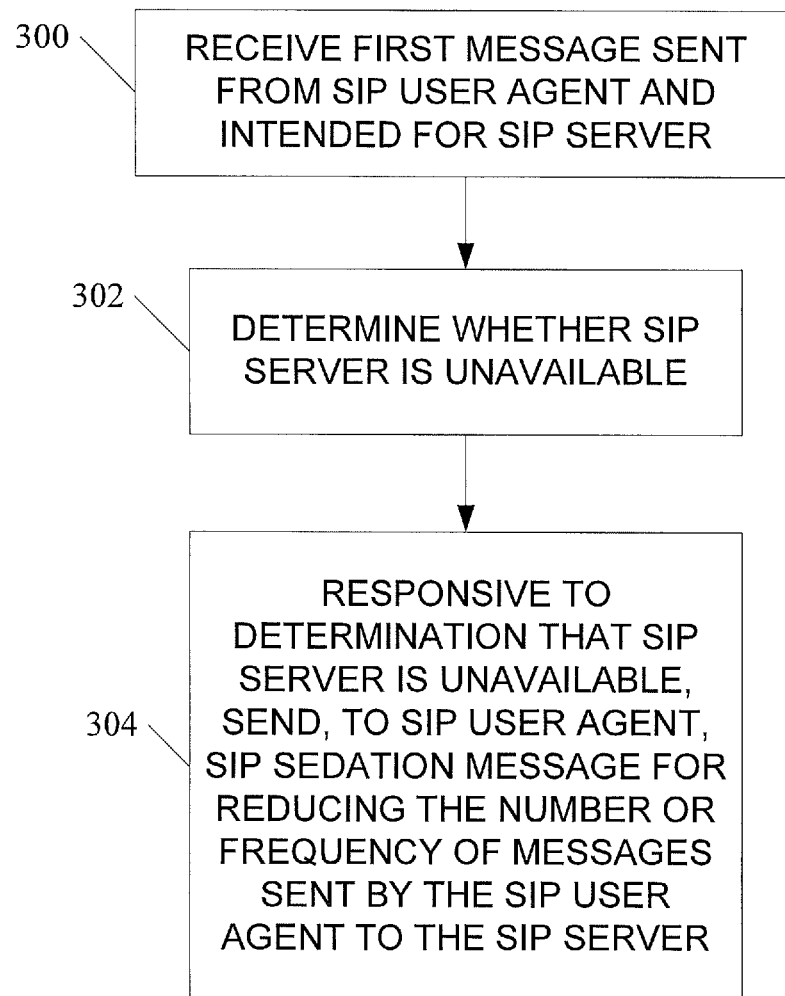 300
RECEIVE FIRST MESSAGE SENT
FROM SIP USER AGENT AND
INTENDED FOR SIP SERVER
302
DETERMINE WHETHER SIP
SERVER IS UNAVAILABLE
304
RESPONSIVE TO
DETERMINATION THAT SIP
SERVER IS UNAVAILABLE,
SEND, TO SIP USER AGENT,
SIP SEDATION MESSAGE FOR
REDUCING THE NUMBER OR
FREQUENCY OF MESSAGES
SENT BY THE SIP USER
AGENT TO THE SIP SERVER